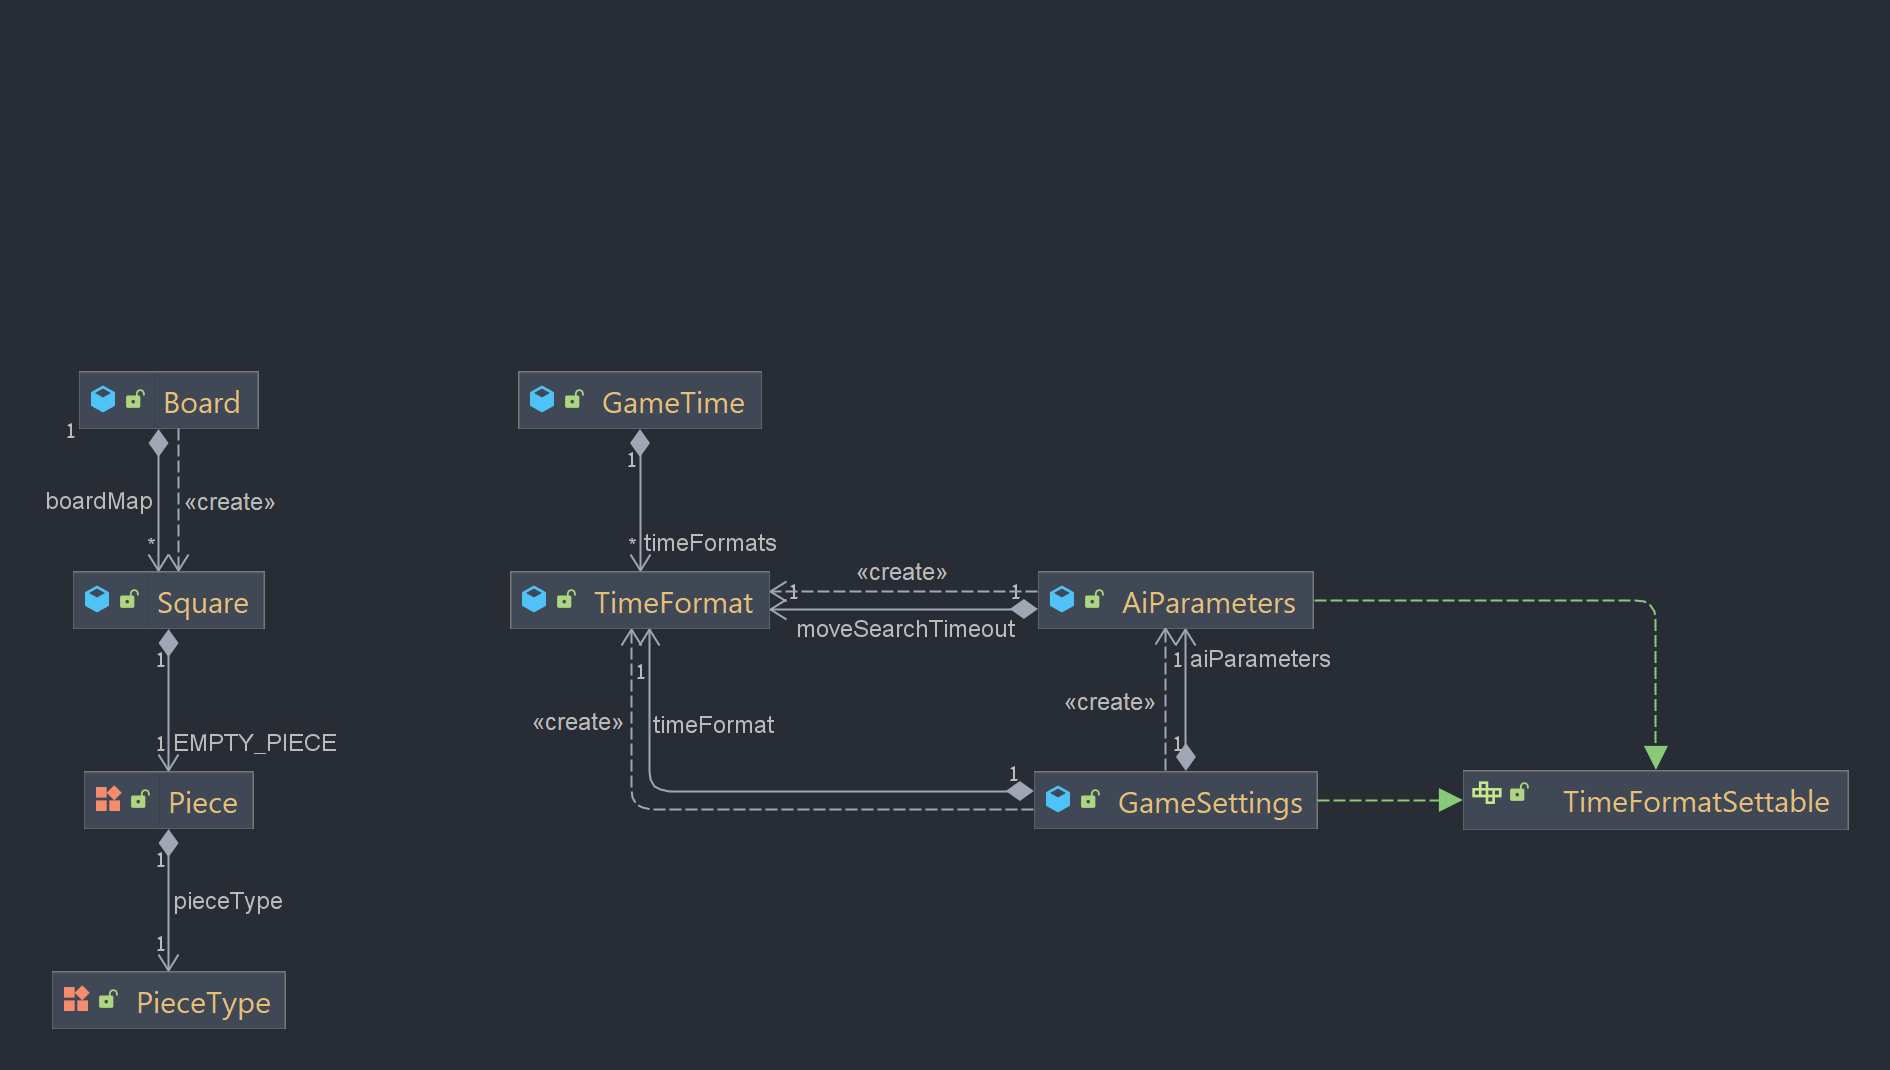 Board
1
boardMap
«create»
*
Square
1
1
EMPTY_PIECE
Piece
1
pieceType
1
PieceType
GameTime
1
*
timeFormats
TimeFormat
«create»
1
1
moveSearchTimeout
AiParameters
1
«create»
timeFormat
1
1
aiParameters
«create»
1
GameSettings
TimeFormatSettable